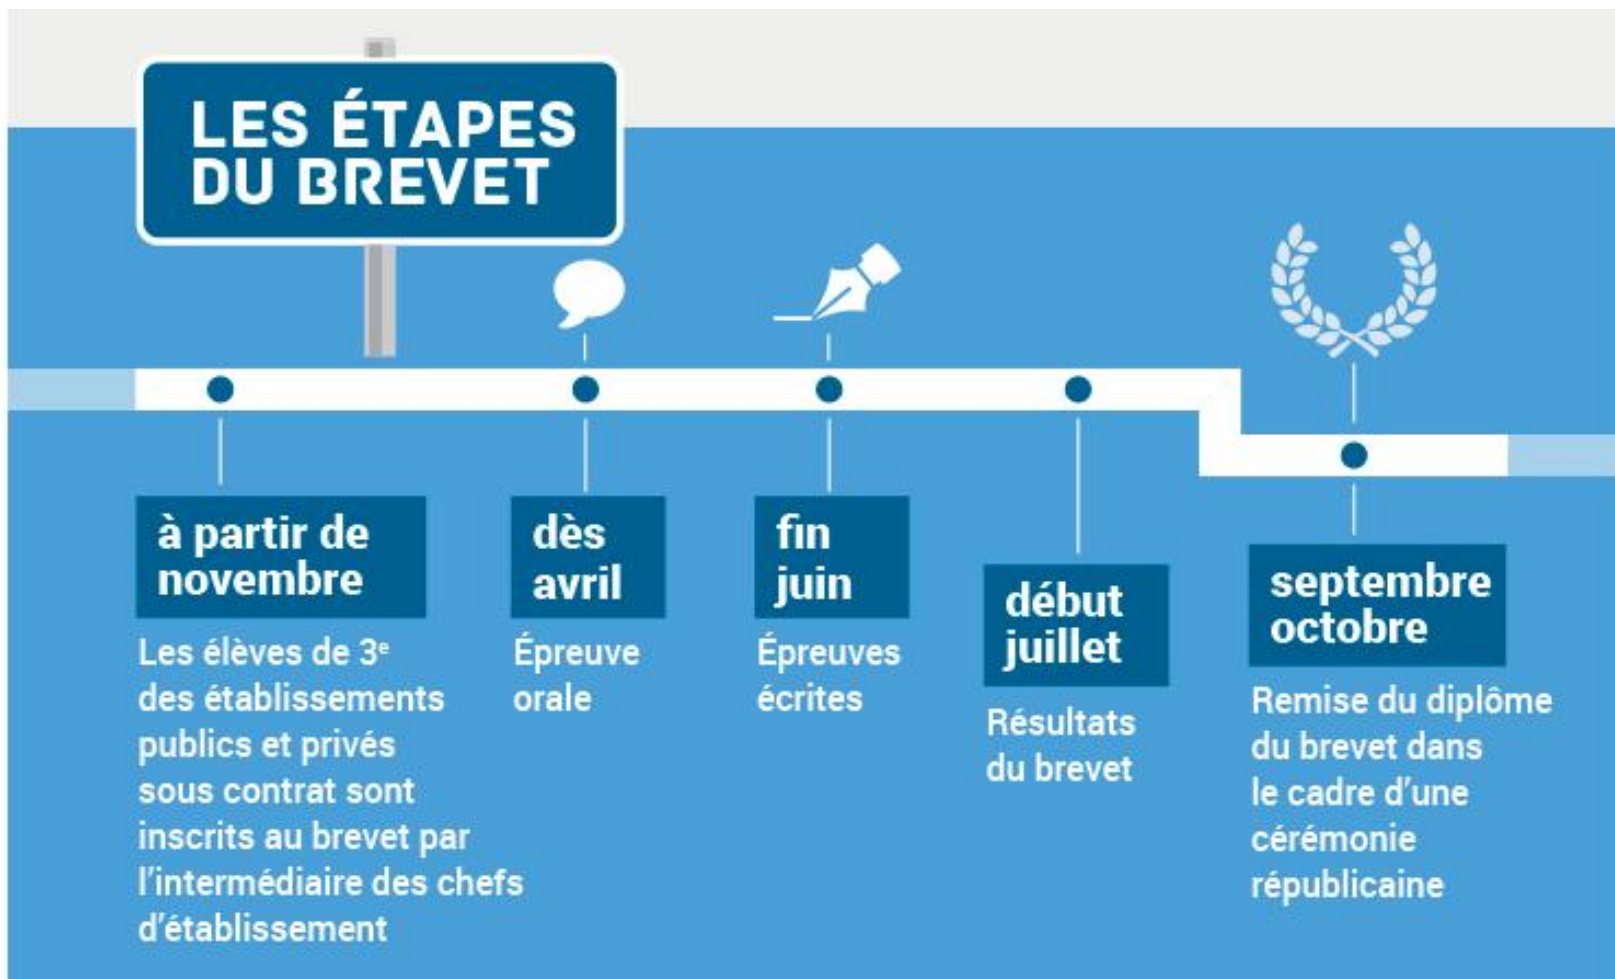 LES ÉTAPES
DU BREVET
à partir de
novembre
Les élèves de 3e
des établissements
publics et privés
sous contrat sont
inscrits au brevet par
l’intermédiaire des chefs
d’établissement
dès
avril
Épreuve
orale
fin
juin
Épreuves
écrites
début
juillet
Résultats
du brevet
septembre
octobre
Remise du diplôme
du brevet dans
le cadre d’une
cérémonie
républicaine